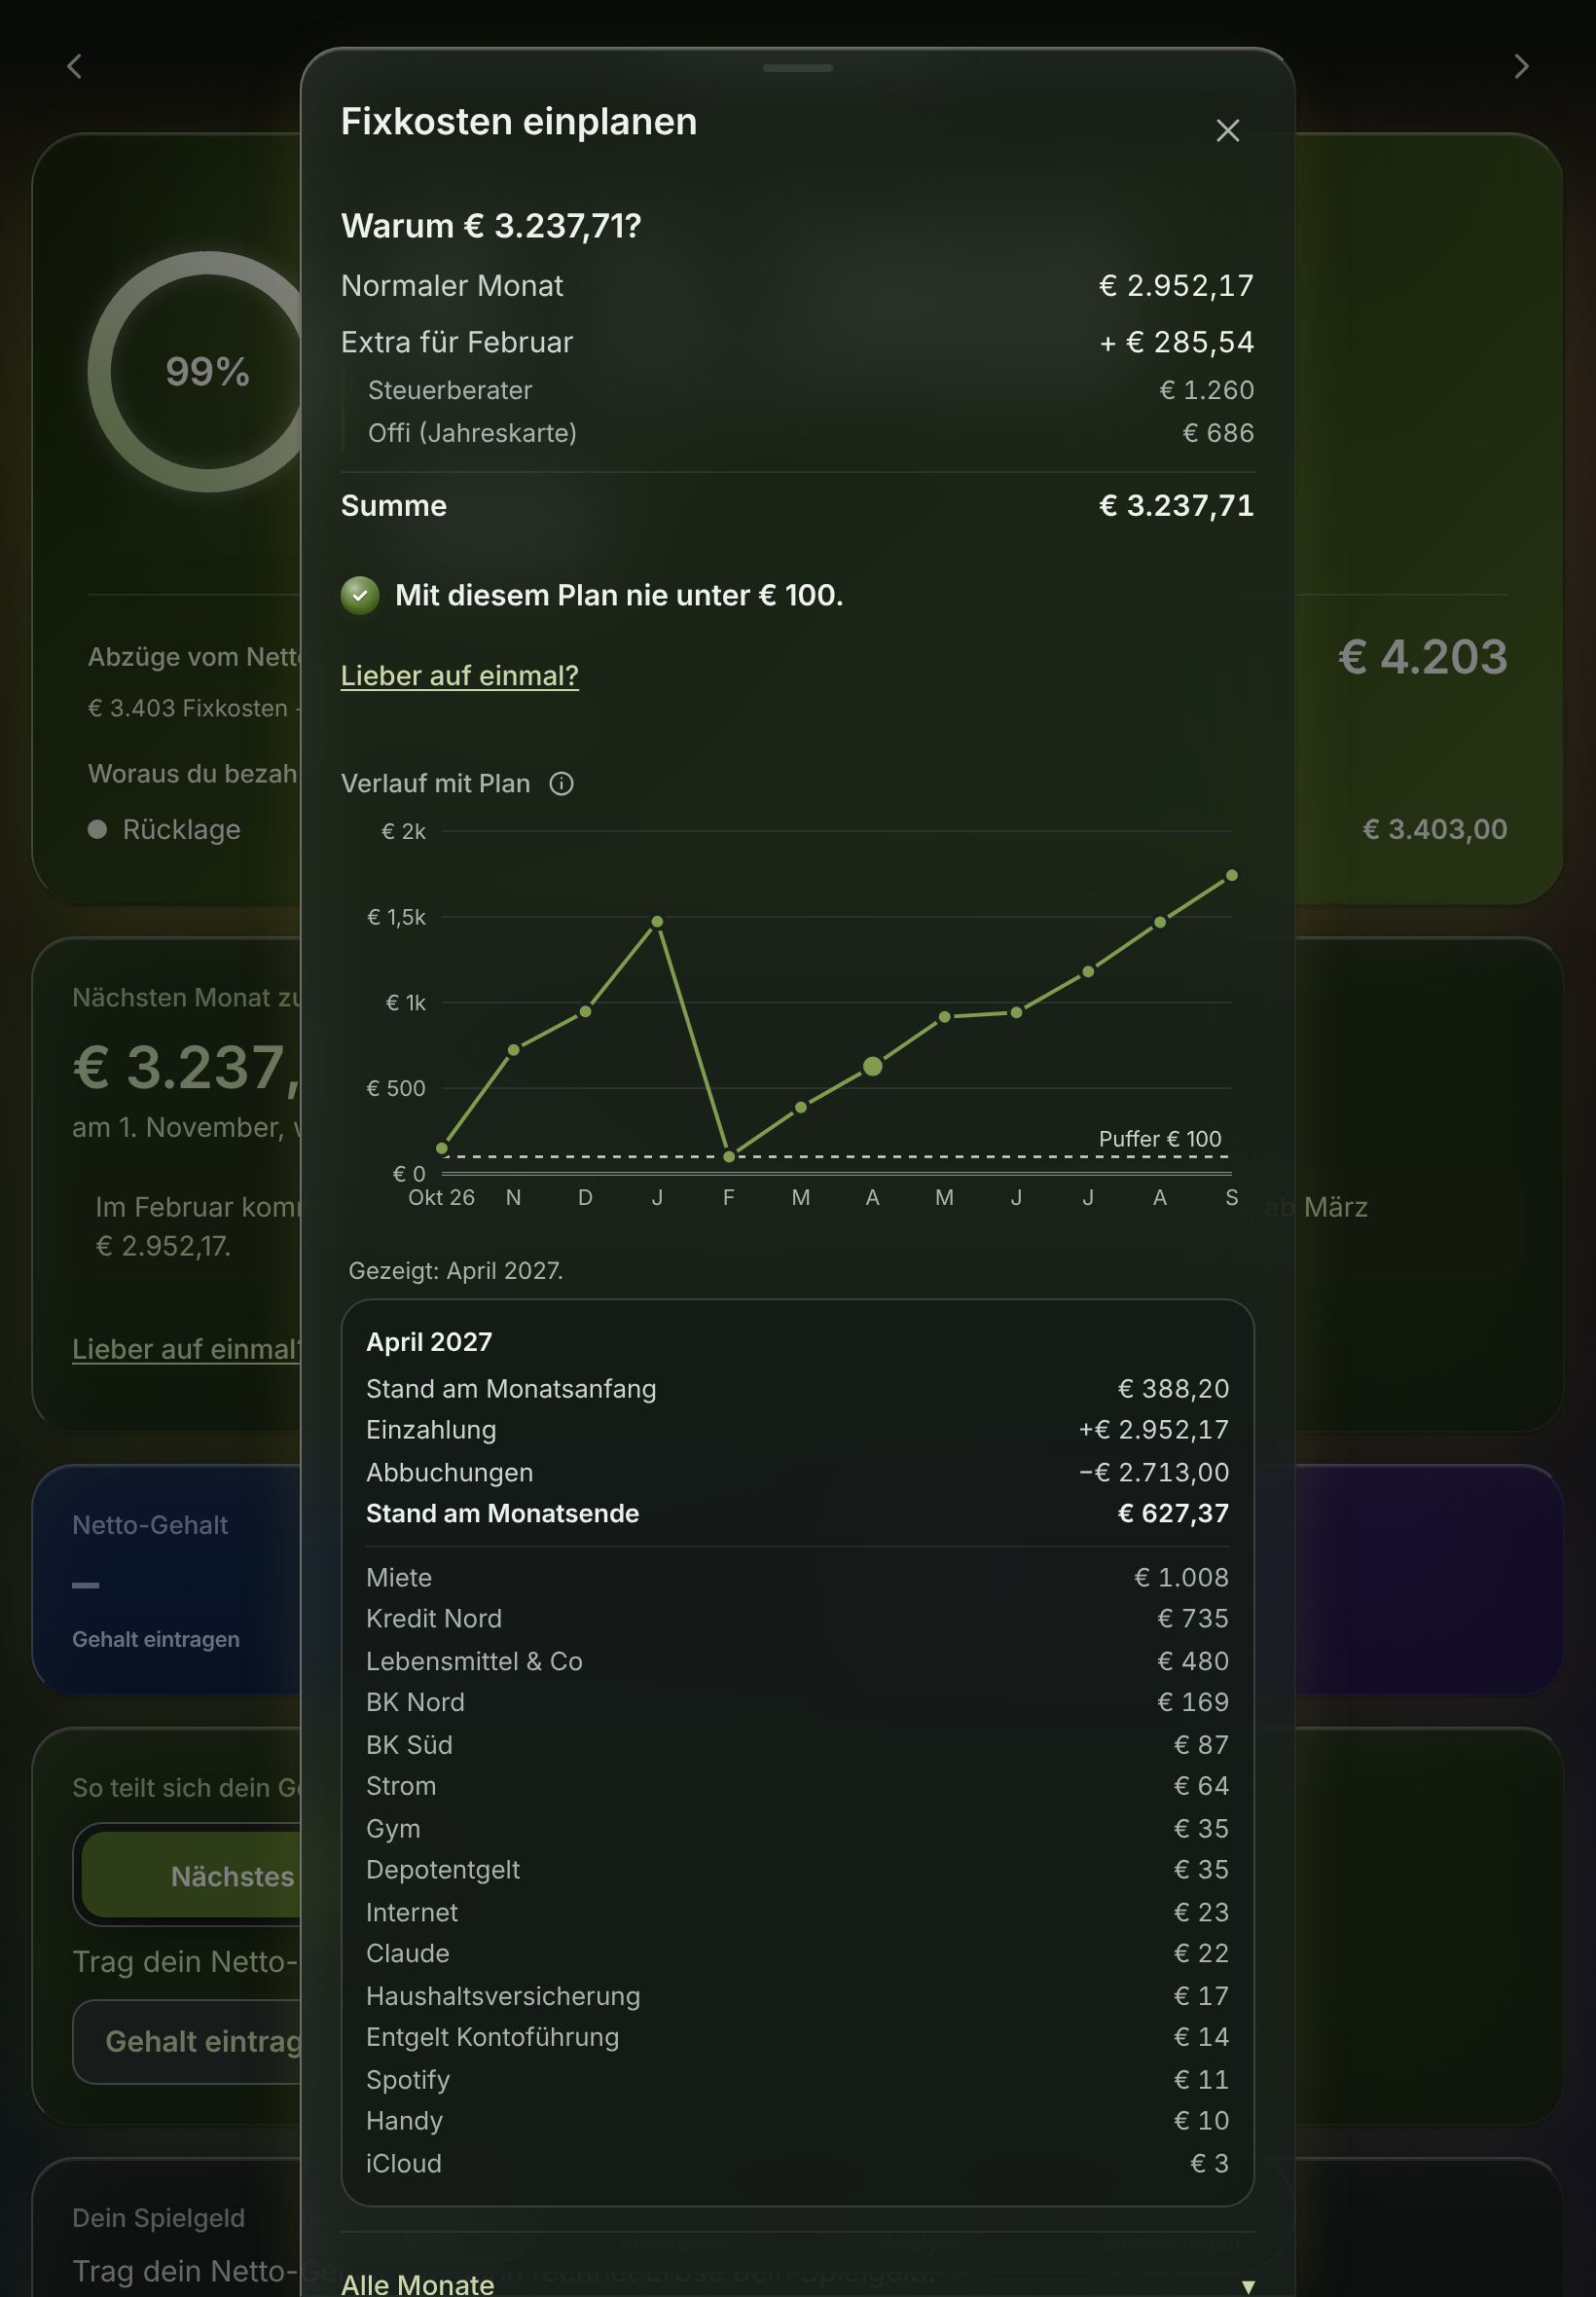 Fixkosten einplanen
Warum € 3.237,71?
Normaler Monat € 2.952,17
Extra für Februar + € 285,54
Steuerberater € 1.260
Offi (Jahreskarte) € 686
Summe € 3.237,71
Mit diesem Plan nie unter € 100.
Lieber auf einmal?
Verlauf mit Plan
€ 2k
€ 1,5k
€ 1k
€ 500
€ 0
Puffer € 100
Okt 26 N D J F M A M J J A S
Gezeigt: April 2027.
April 2027
Stand am Monatsanfang € 388,20
Einzahlung +€ 2.952,17
Abbuchungen −€ 2.713,00
Stand am Monatsende € 627,37
Miete € 1.008
Kredit Nord € 735
Lebensmittel & Co € 480
BK Nord € 169
BK Süd € 87
Strom € 64
Gym € 35
Depotentgelt € 35
Internet € 23
Claude € 22
Haushaltsversicherung € 17
Entgelt Kontoführung € 14
Spotify € 11
Handy € 10
iCloud € 3
Alle Monate
99%
Abzüge vom
€ 4.203
€ 3.403 Fixkosten
Woraus du
Rücklage € 3.403,00
Nächsten Monat
€ 3.237,
am 1. November,
Im Februar
ab März
€ 2.952,17.
Lieber auf einmal?
Netto-Gehalt
–
Gehalt eintragen
So teilt sich dein
Nächstes
Trag dein Netto-
Gehalt
Dein Spielgeld
Trag dein Netto-
dein Spielgeld.